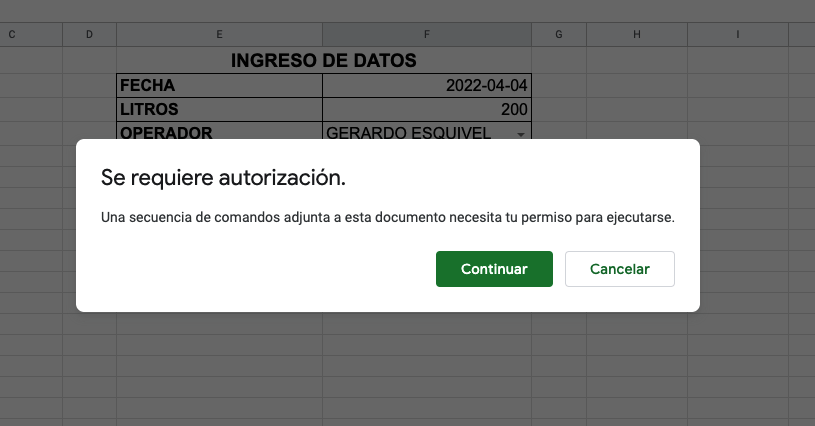 C D E F G H I
INGRESO DE DATOS
FECHA 2022-04-04
LITROS 200
OPERADOR GERARDO ESQUIVEL
Se requiere autorización.
Una secuencia de comandos adjunta a esta documento necesita tu permiso para ejecutarse.
Continuar Cancelar